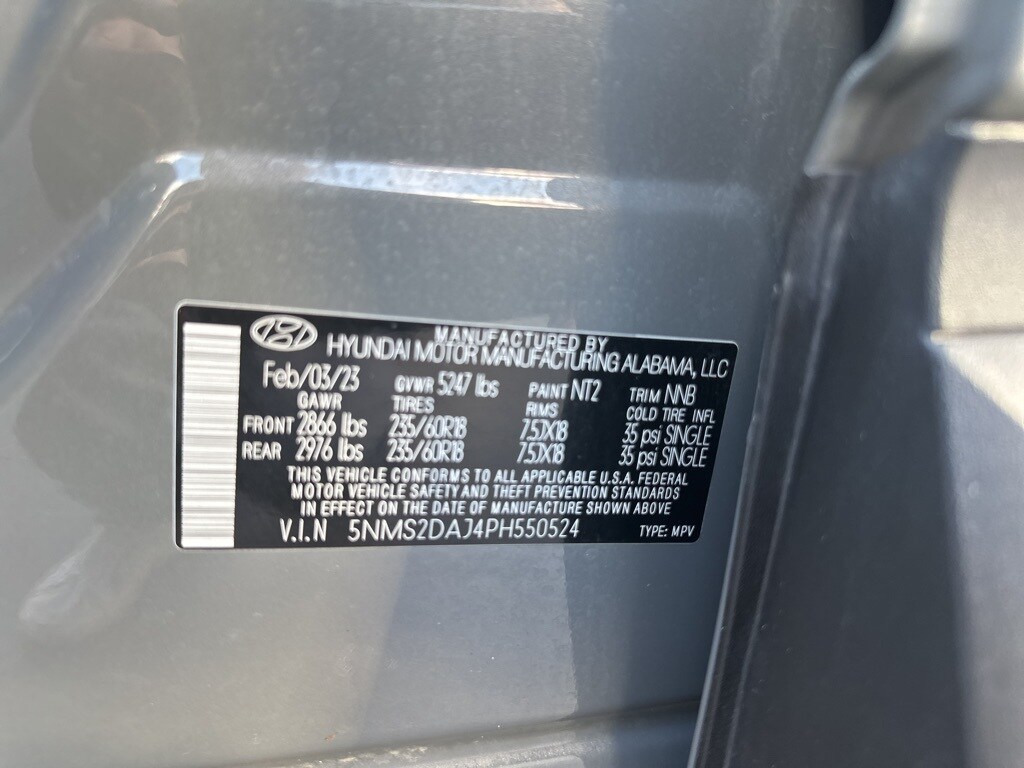 MANUFACTURED BY
HYUNDAI MOTOR MANUFACTURING ALABAMA, LLC
Feb/03/23 GVWR 5247 lbs PAINT NT2 TRIM NNB
GAWR TIRES RIMS COLD TIRE INFL
FRONT 2866 lbs 235/60R18 7.5JX18 35 psi SINGLE
REAR 2976 lbs 235/60R18 7.5JX18 35 psi SINGLE
THIS VEHICLE CONFORMS TO ALL APPLICABLE U.S.A. FEDERAL
MOTOR VEHICLE SAFETY AND THEFT PREVENTION STANDARDS
IN EFFECT ON THE DATE OF MANUFACTURE SHOWN ABOVE
V.I.N 5NMS2DAJ4PH550524 TYPE: MPV